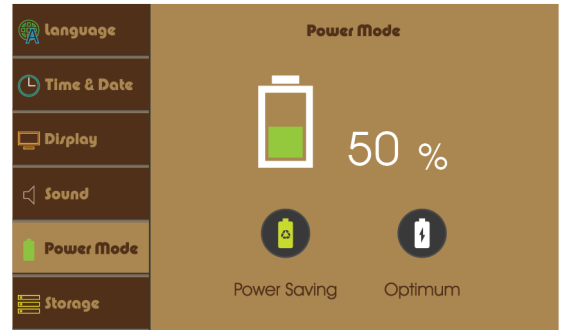 Language
Time & Date
Display
Sound
Power Mode
Storage
Power Mode
50 %
Power Saving
Optimum